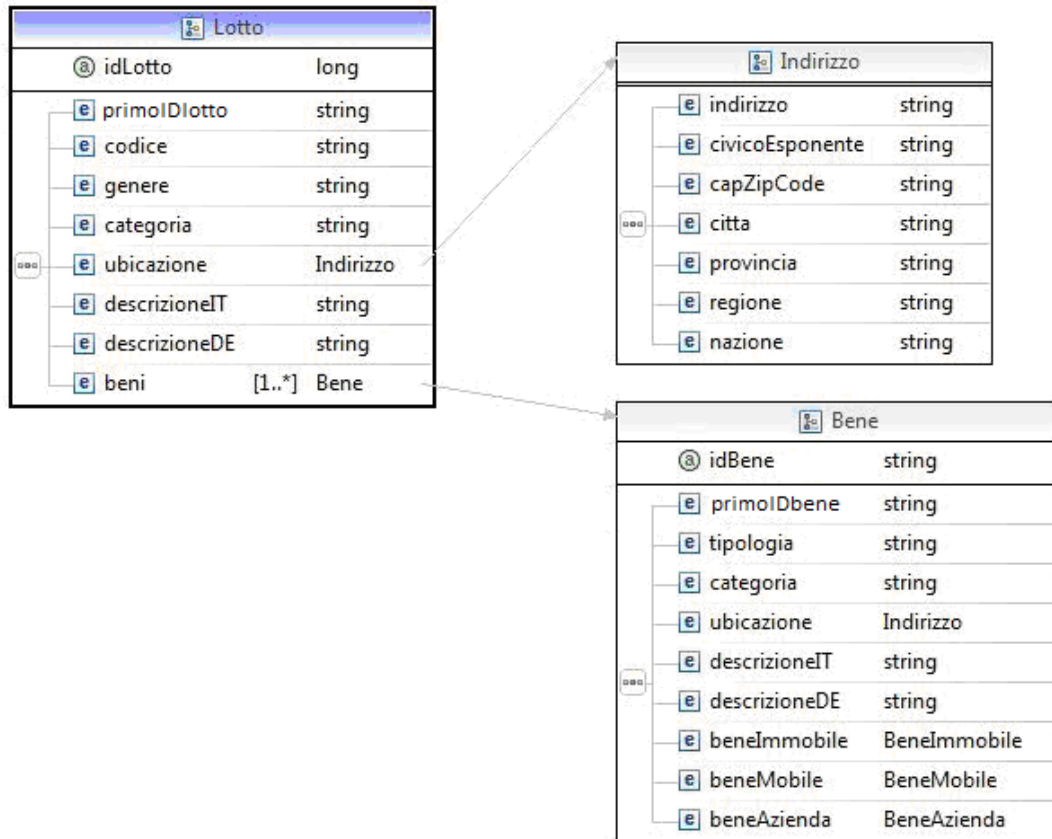 Lotto
a idLotto long
e primoIDlotto string
e codice string
e genere string
e categoria string
e ubicazione Indirizzo
e descrizioneIT string
e descrizioneDE string
e beni [1..*] Bene
Indirizzo
e indirizzo string
e civicoEsponente string
e capZipCode string
e citta string
e provincia string
e regione string
e nazione string
Bene
a idBene string
e primoIDbene string
e tipologia string
e categoria string
e ubicazione Indirizzo
e descrizioneIT string
e descrizioneDE string
e beneImmobile BeneImmobile
e beneMobile BeneMobile
e beneAzienda BeneAzienda